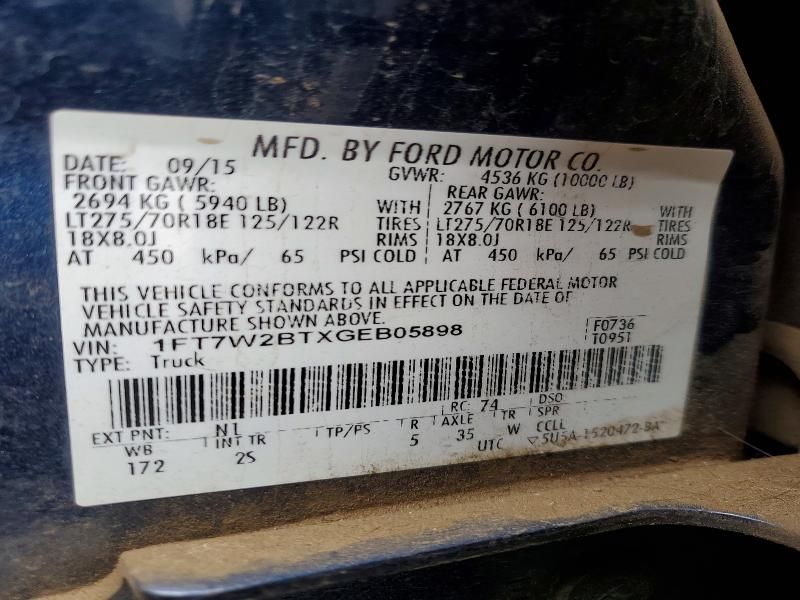 MFD. BY FORD MOTOR CO.
DATE: 09/15 GVWR: 4536 KG (10000 LB)
FRONT GAWR: REAR GAWR:
2694 KG ( 5940 LB) WITH 2767 KG ( 6100 LB) WITH
LT275/70R18E 125/122R TIRES LT275/70R18E 125/122R TIRES
18X8.0J RIMS 18X8.0J RIMS
AT 450 kPa/ 65 PSI COLD AT 450 kPa/ 65 PSI COLD
THIS VEHICLE CONFORMS TO ALL APPLICABLE FEDERAL MOTOR
VEHICLE SAFETY STANDARDS IN EFFECT ON THE DATE OF
MANUFACTURE SHOWN ABOVE.
VIN: 1FT7W2BTXGEB05898 F0736
TYPE: Truck T0951
EXT PNT: N1 RC: 74 DSO
WB INT TR TP/PS R AXLE TR SPR
172 2S 5 35 W CCLL
UTC ▽5U5A-1520472-BA